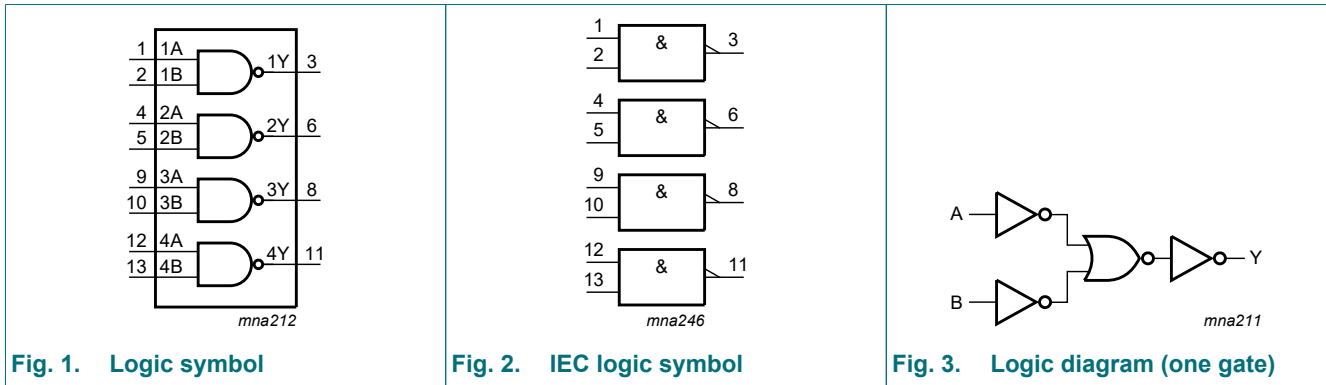 1 1A 1Y 3
2 1B
4 2A 2Y 6
5 2B
9 3A 3Y 8
10 3B
12 4A 4Y 11
13 4B
mna212
Fig. 1. Logic symbol
1 & 3
2
4 & 6
5
9 & 8
10
12 & 11
13
mna246
Fig. 2. IEC logic symbol
A
Y
B
mna211
Fig. 3. Logic diagram (one gate)